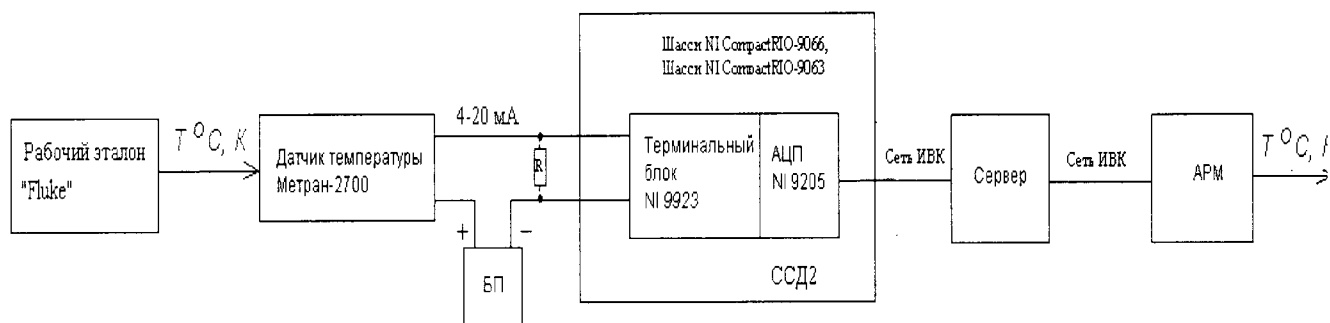 Рабочий эталон
"Fluke"
T °C, K
Датчик температуры
Метран-2700
4-20 мА
R
+
−
БП
Шасси NI CompactRIO-9066,
Шасси NI CompactRIO-9063
Терминальный
блок
NI 9923
АЦП
NI 9205
ССД2
Сеть ИВК
Сервер
Сеть ИВК
АРМ
T °C,